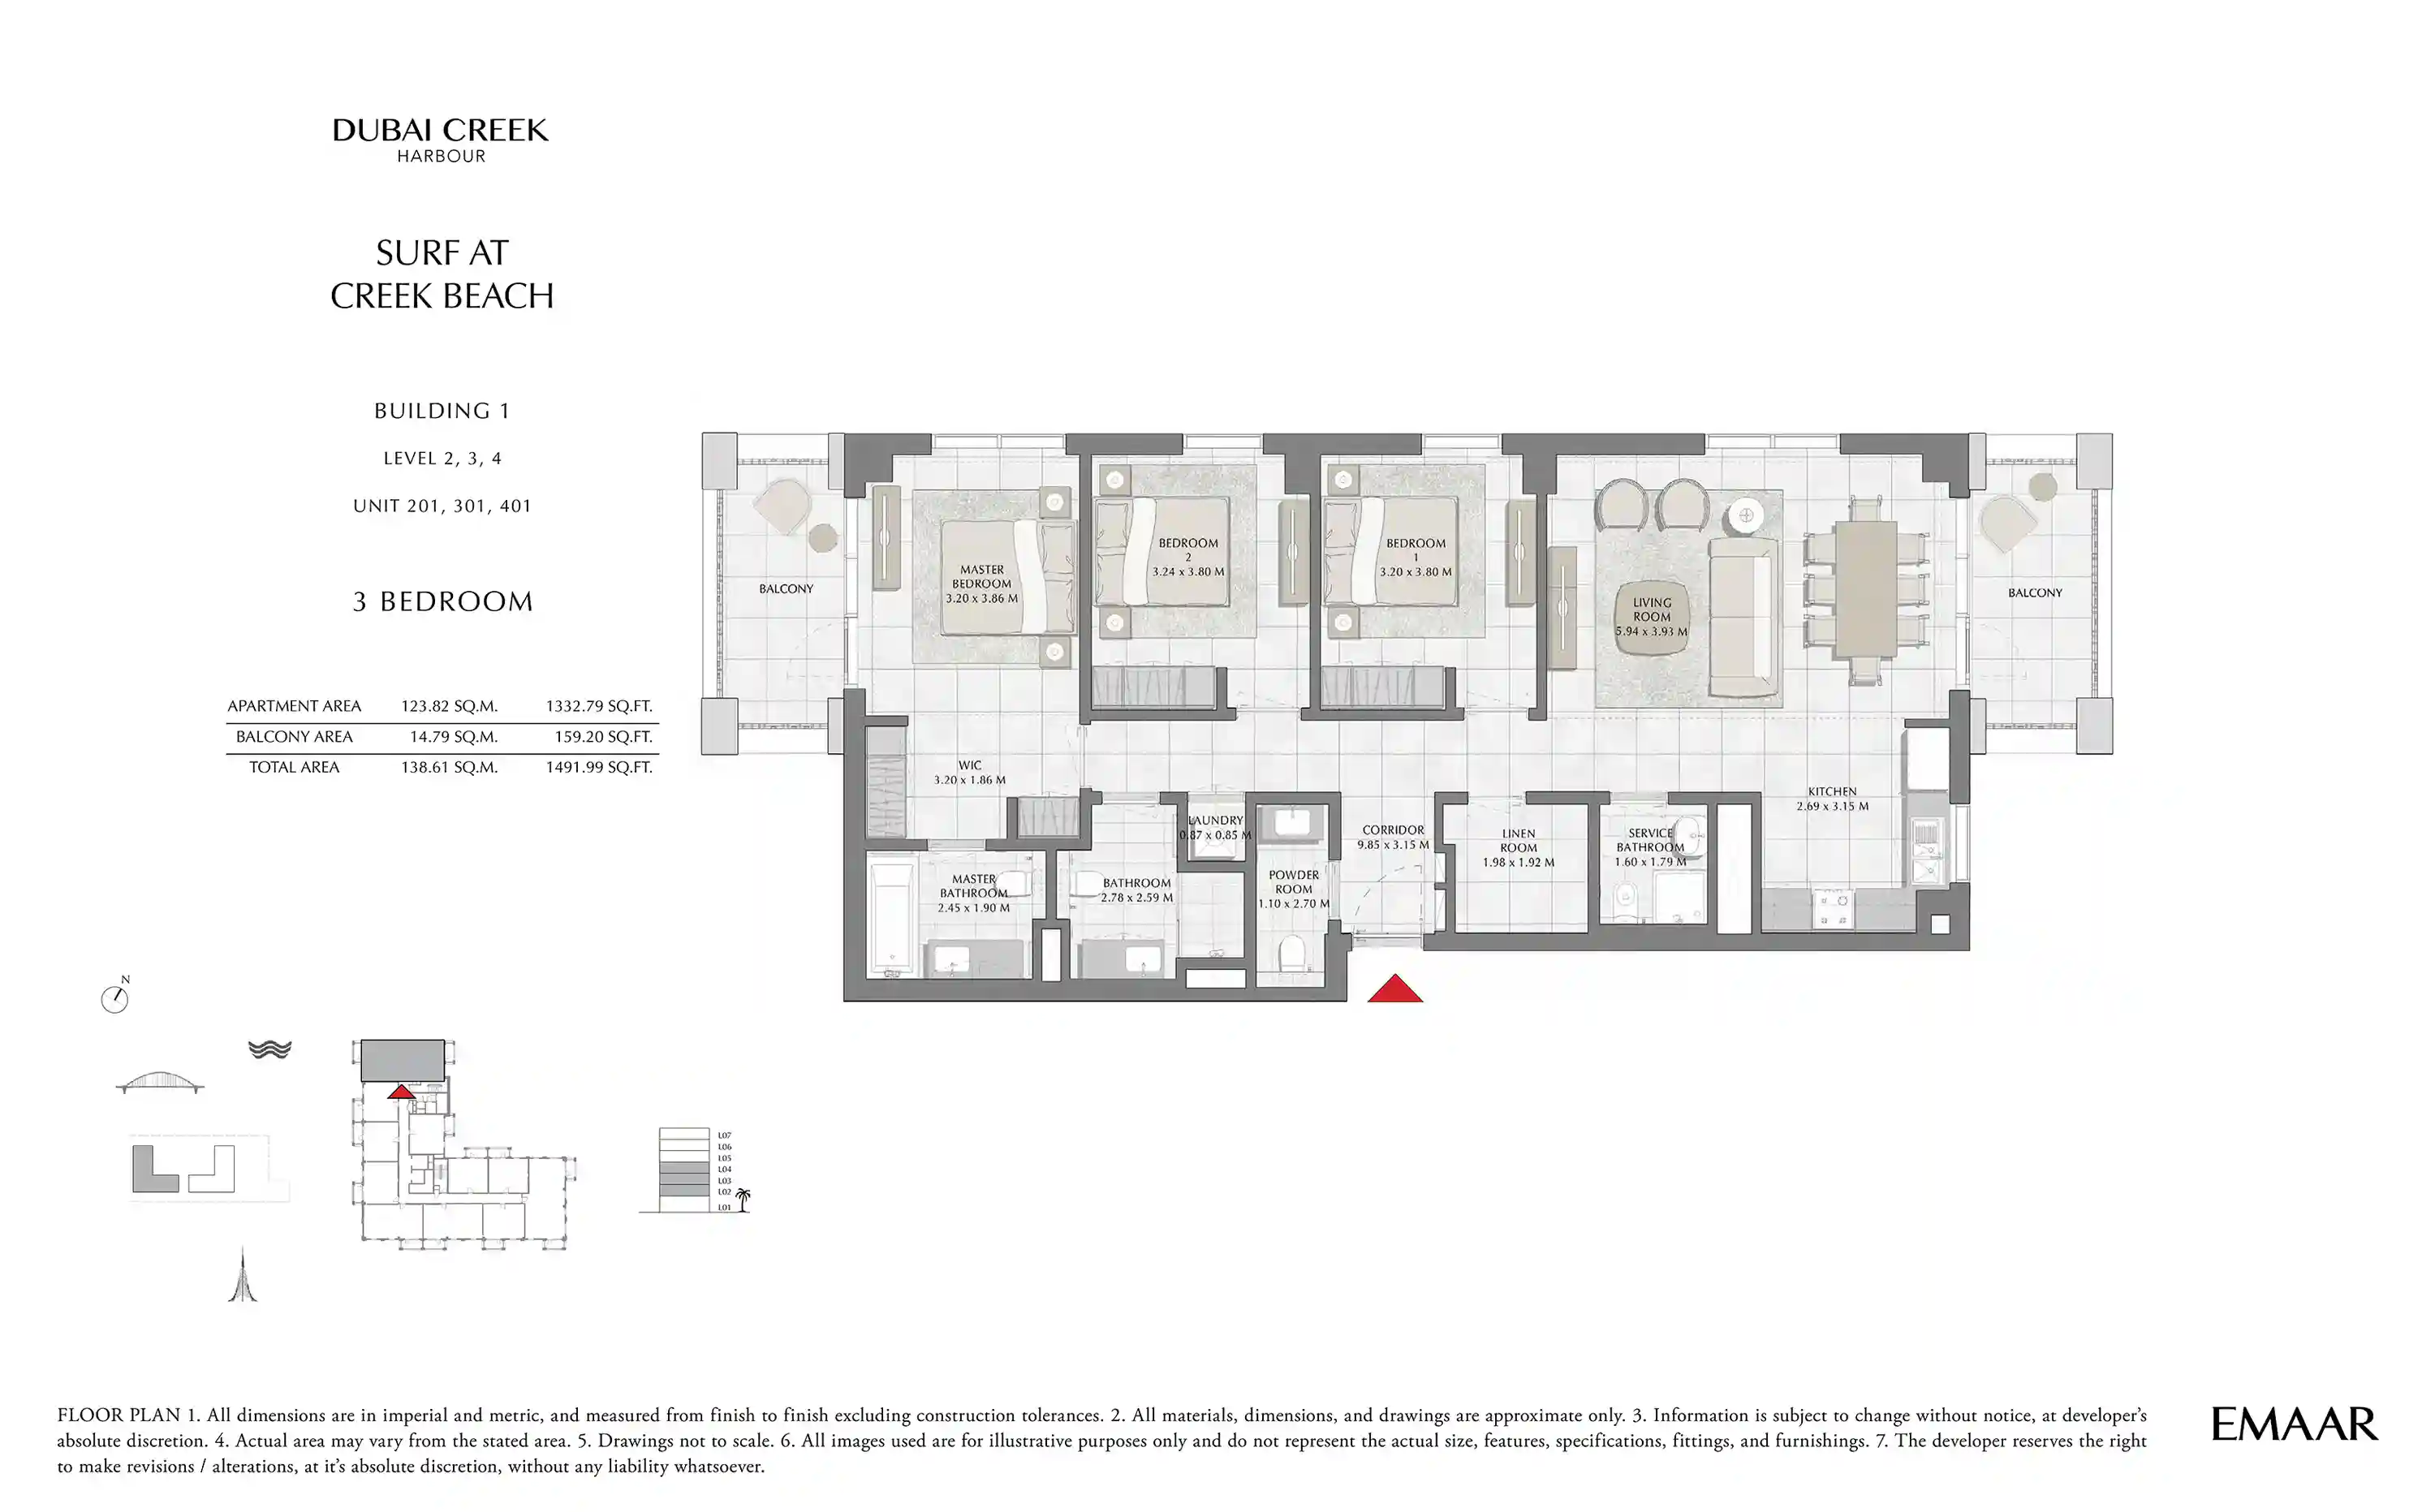 DUBAI CREEK
HARBOUR
SURF AT
CREEK BEACH
BUILDING 1
LEVEL 2, 3, 4
UNIT 201, 301, 401
3 BEDROOM
APARTMENT AREA 123.82 SQ.M. 1332.79 SQ.FT.
BALCONY AREA 14.79 SQ.M. 159.20 SQ.FT.
TOTAL AREA 138.61 SQ.M. 1491.99 SQ.FT.
BALCONY
MASTER
BEDROOM
3.20 x 3.86 M
BEDROOM
2
3.24 x 3.80 M
BEDROOM
1
3.20 x 3.80 M
LIVING
ROOM
5.94 x 3.93 M
BALCONY
WIC
3.20 x 1.86 M
KITCHEN
2.69 x 3.15 M
LAUNDRY
0.87 x 0.85 M
CORRIDOR
9.85 x 3.15 M
LINEN
ROOM
1.98 x 1.92 M
SERVICE
BATHROOM
1.60 x 1.79 M
MASTER
BATHROOM
2.45 x 1.90 M
BATHROOM
2.78 x 2.59 M
POWDER
ROOM
1.10 x 2.70 M
N
L07
L06
L05
L04
L03
L02
L01
FLOOR PLAN 1. All dimensions are in imperial and metric, and measured from finish to finish excluding construction tolerances. 2. All materials, dimensions, and drawings are approximate only. 3. Information is subject to change without notice, at developer's
absolute discretion. 4. Actual area may vary from the stated area. 5. Drawings not to scale. 6. All images used are for illustrative purposes only and do not represent the actual size, features, specifications, fittings, and furnishings. 7. The developer reserves the right
to make revisions / alterations, at it's absolute discretion, without any liability whatsoever.
EMAAR